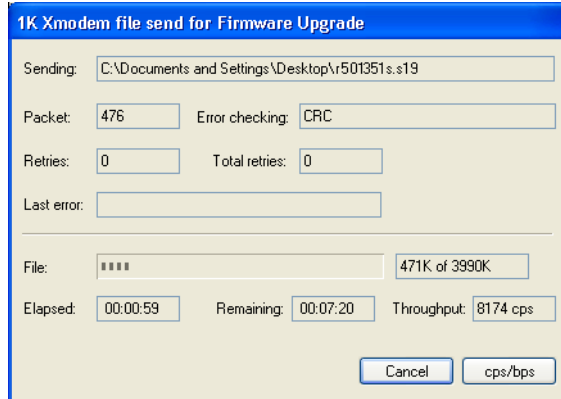 1K Xmodem file send for Firmware Upgrade
Sending: C:\Documents and Settings\Desktop\r501351s.s19
Packet: 476 Error checking: CRC
Retries: 0 Total retries: 0
Last error:
File: 471K of 3990K
Elapsed: 00:00:59 Remaining: 00:07:20 Throughput: 8174 cps
Cancel cps/bps